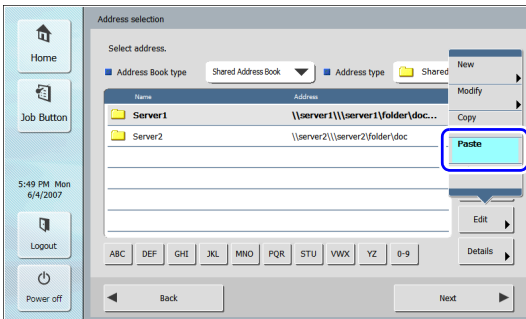 Address selection
Home
Job Button
5:49 PM Mon
6/4/2007
Logout
Power off
Select address.
Address Book type
Shared Address Book
Address type
Shared
Name
Address
Server1
\\server1\\\server1\folder\doc...
Server2
\\server2\\\server2\folder\doc
New
Modify
Copy
Paste
Edit
Details
ABC
DEF
GHI
JKL
MNO
PQR
STU
VWX
YZ
0-9
Back
Next